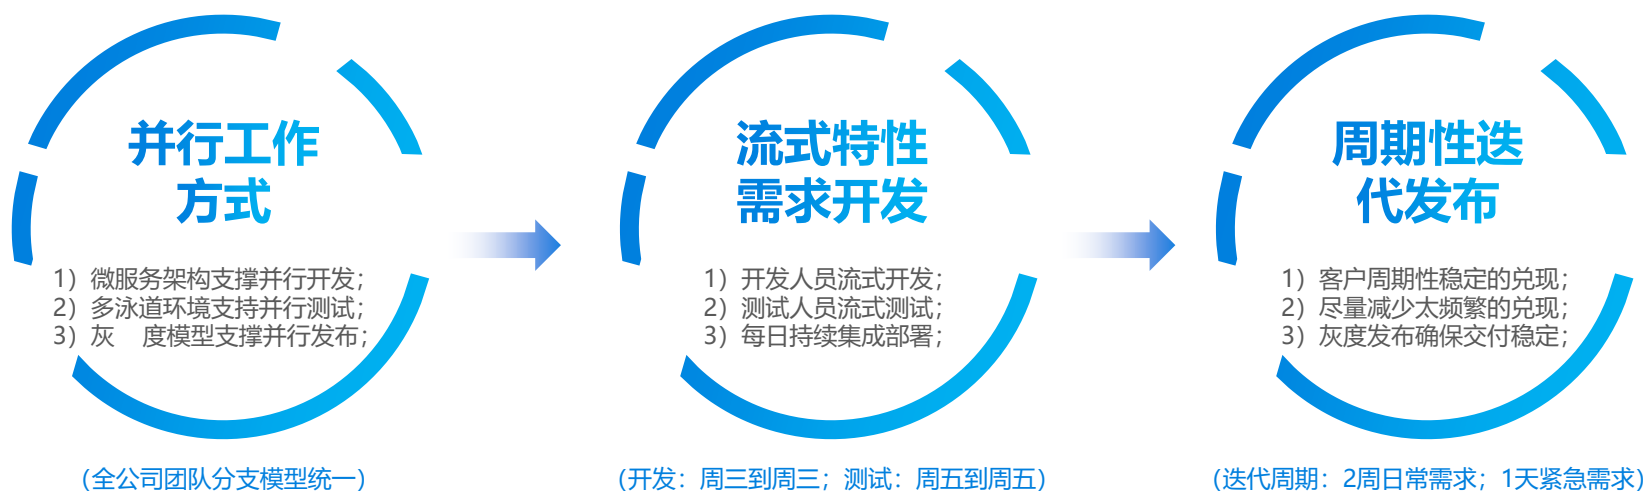 并行工作
方式
1）微服务架构支撑并行开发；
2）多泳道环境支持并行测试；
3）灰 度模型支撑并行发布；
（全公司团队分支模型统一）
流式特性
需求开发
1）开发人员流式开发；
2）测试人员流式测试；
3）每日持续集成部署；
（开发：周三到周三；测试：周五到周五）
周期性迭
代发布
1）客户周期性稳定的兑现；
2）尽量减少太频繁的兑现；
3）灰度发布确保交付稳定；
（迭代周期：2周日常需求；1天紧急需求）